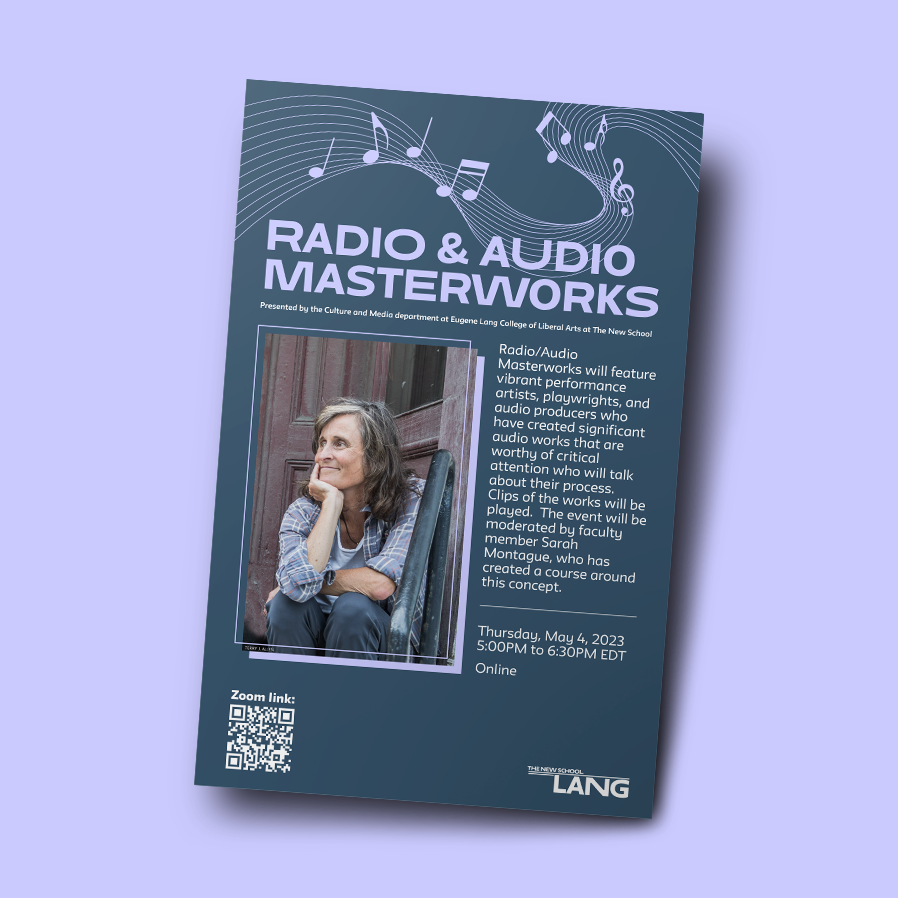 RADIO & AUDIO
MASTERWORKS
Presented by the Culture and Media department at Eugene Lang College of Liberal Arts at The New School
Radio/Audio
Masterworks will feature
vibrant performance
artists, playwrights, and
audio producers who
have created significant
audio works that are
worthy of critical
attention who will talk
about their process.
Clips of the works will be
played.  The event will be
moderated by faculty
member Sarah
Montague, who has
created a course around
this concept.
Thursday, May 4, 2023
5:00PM to 6:30PM EDT
Online
Zoom link:
THE NEW SCHOOL
LANG